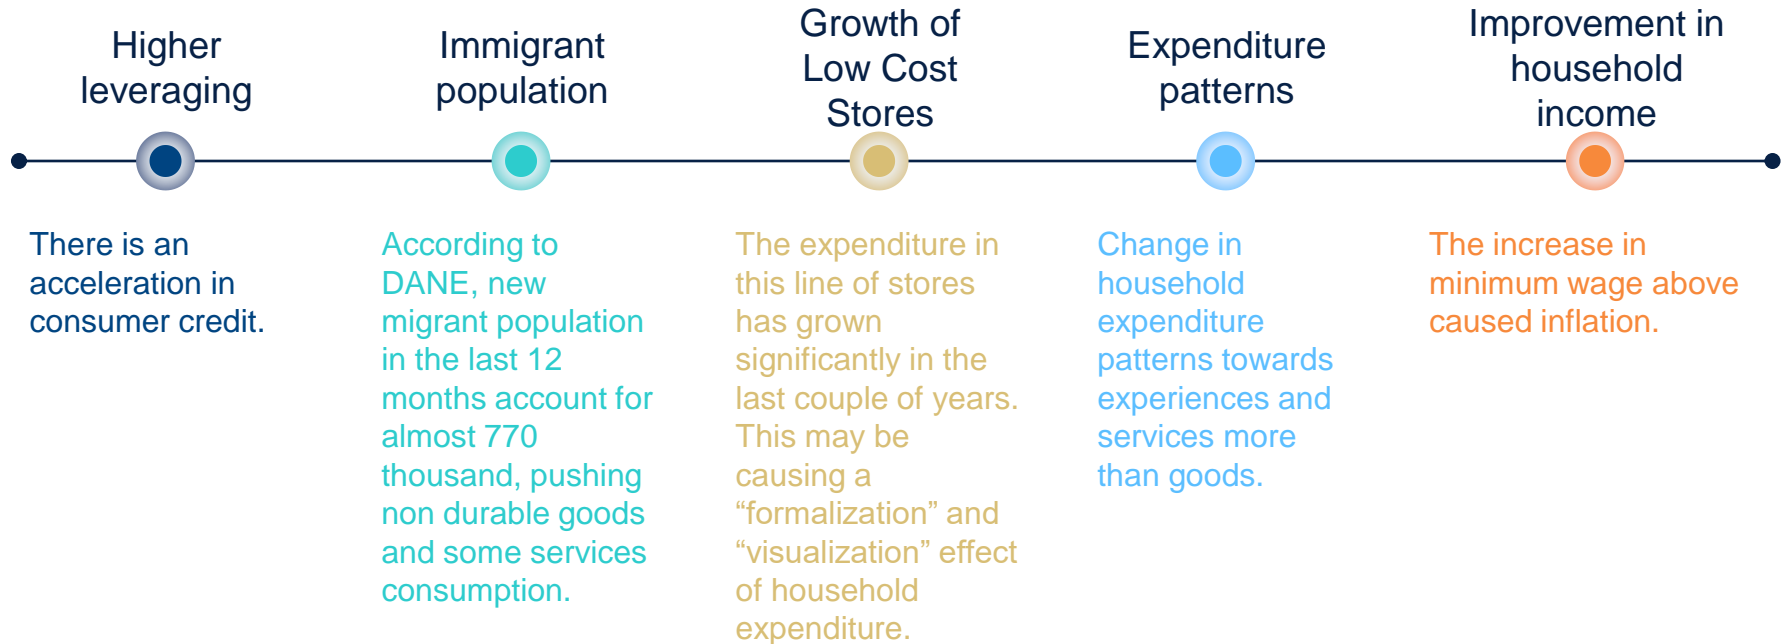 Higher
leveraging
There is an
acceleration in
consumer credit.
Immigrant
population
According to
DANE, new
migrant population
in the last 12
months account for
almost 770
thousand, pushing
non durable goods
and some services
consumption.
Growth of
Low Cost
Stores
The expenditure in
this line of stores
has grown
significantly in the
last couple of years.
This may be
causing a
“formalization” and
“visualization” effect
of household
expenditure.
Expenditure
patterns
Change in
household
expenditure
patterns towards
experiences and
services more
than goods.
Improvement in
household
income
The increase in
minimum wage above
caused inflation.